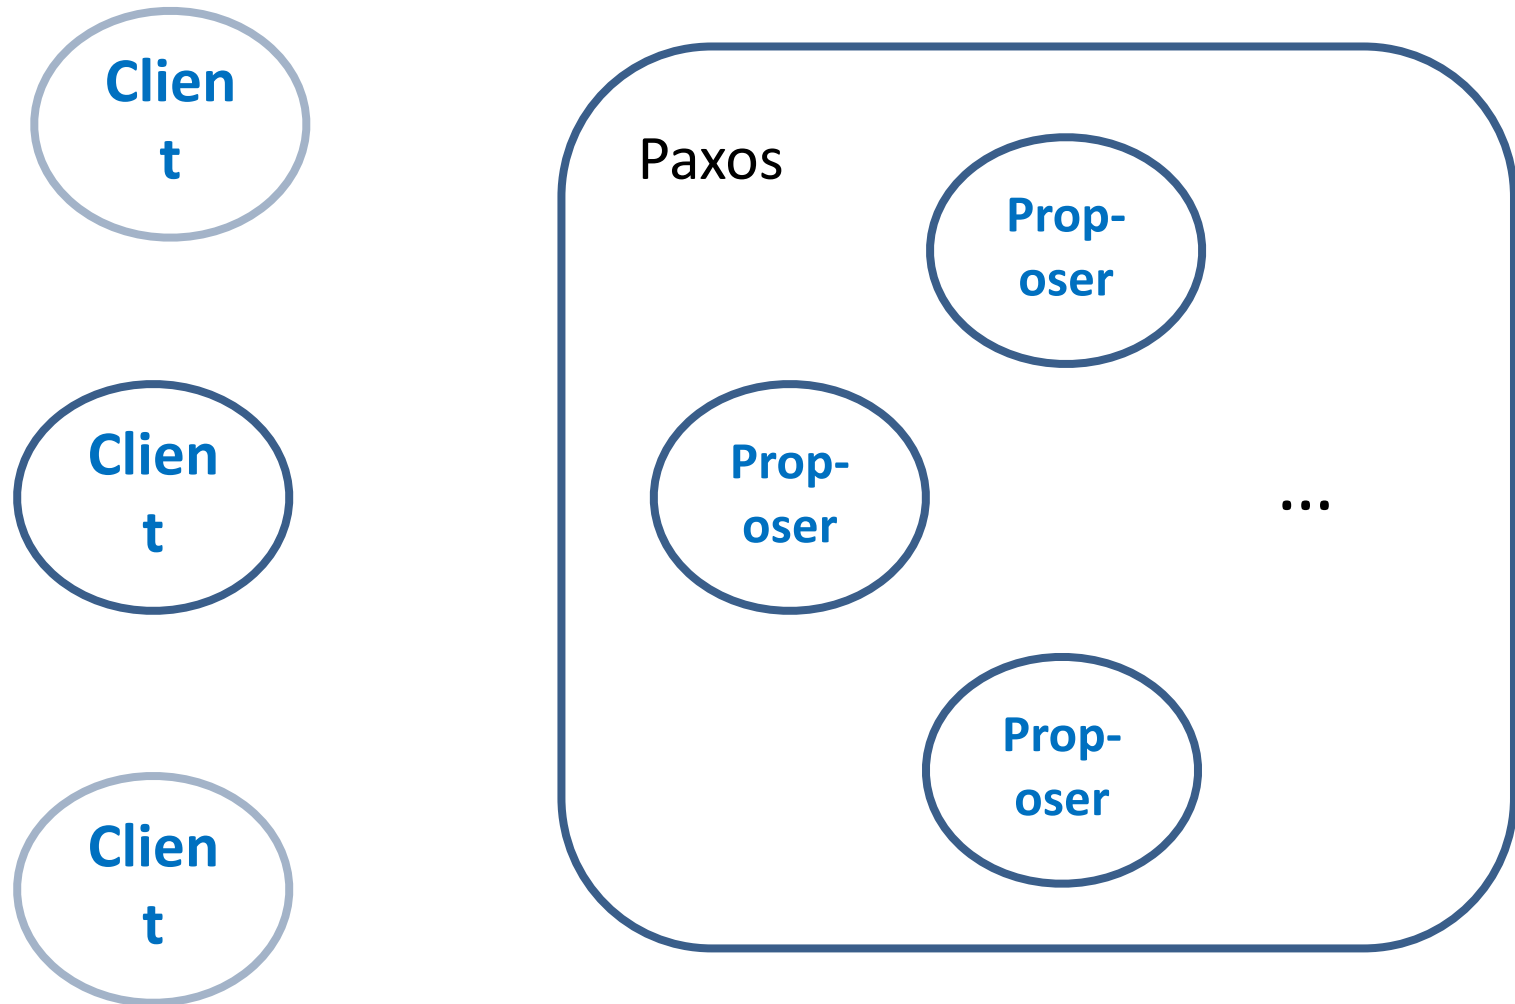 Clien
t
Paxos
Prop-
oser
Clien
t
Prop-
oser
...
Prop-
oser
Clien
t